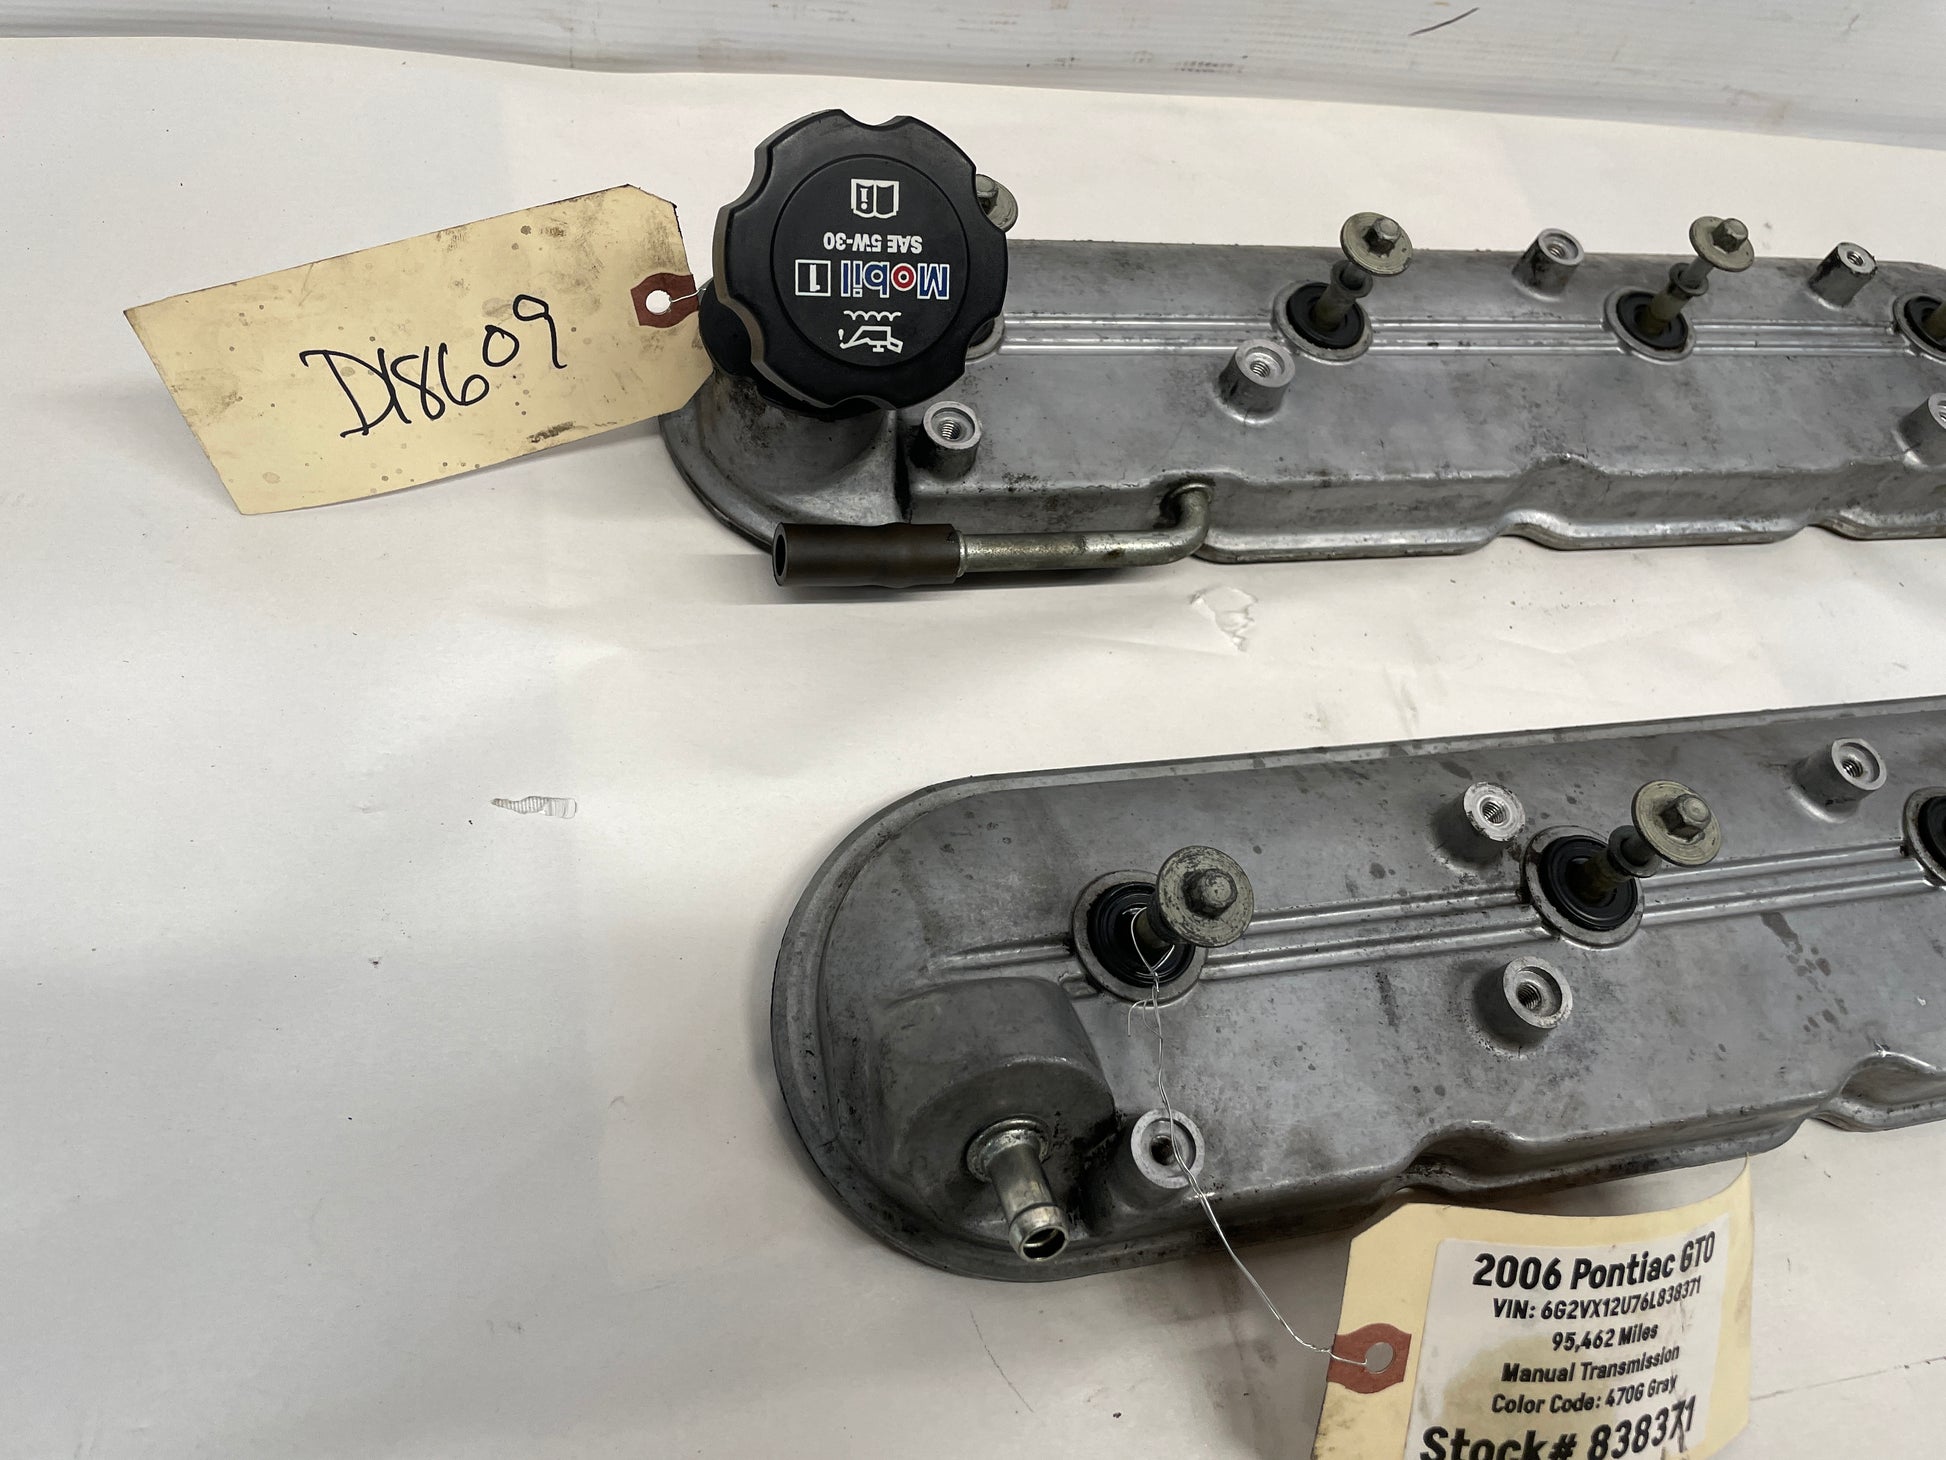 D18609
Mobil 1
SAE 5W-30
2006 Pontiac GTO
VIN: 6G2VX12U76L838371
95,462 Miles
Manual Transmission
Color Code: 470G Gray
Stock# 838371